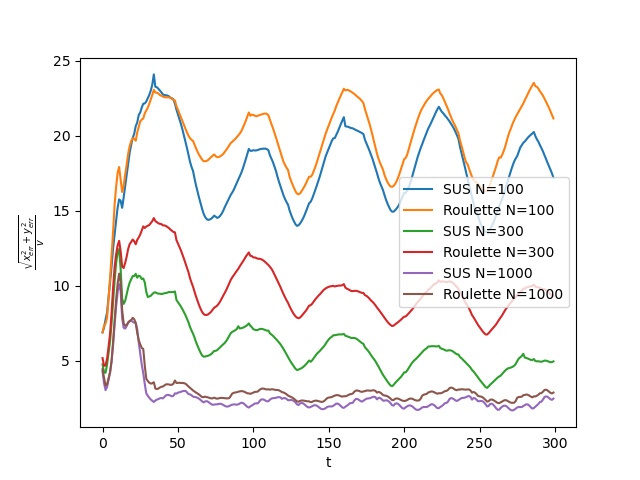 25
20
15
10
5
0
50
100
150
200
250
300
t
√x²err + y²err / v
SUS N=100
Roulette N=100
SUS N=300
Roulette N=300
SUS N=1000
Roulette N=1000